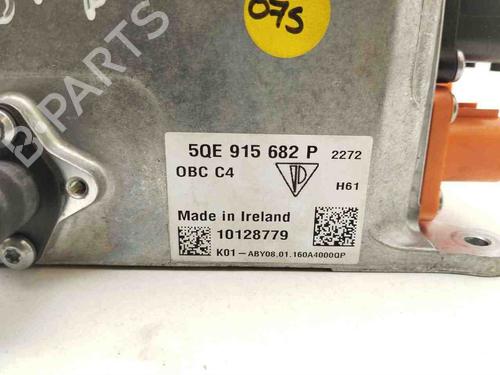 07S
B-PARTS
5QE 915 682 P 2272
OBC C4
H61
Made in Ireland
10128779
K01-ABY08.01.160A4000QP